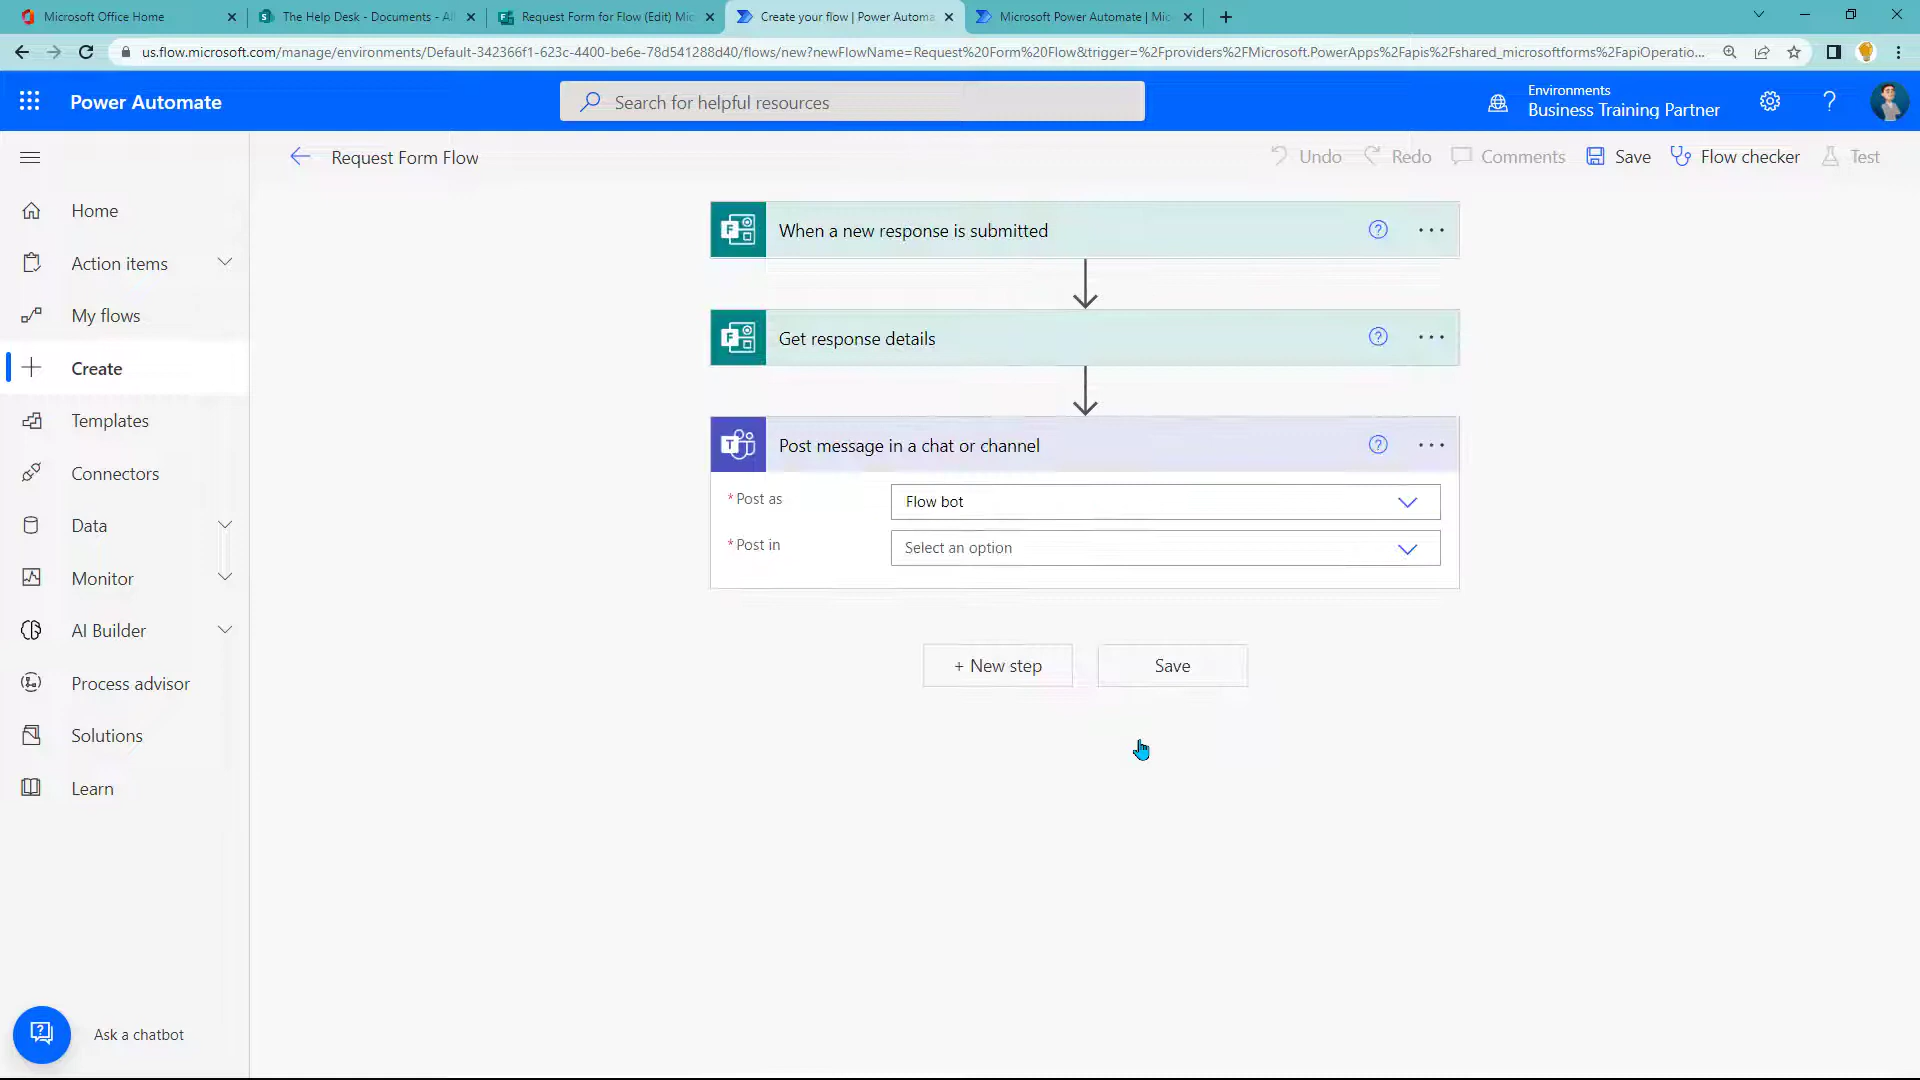 Microsoft Office Home
The Help Desk - Documents - Al
Request Form for Flow (Edit) Mic
Create your flow | Power Automa
Microsoft Power Automate | Mic
us.flow.microsoft.com/manage/environments/Default-342366f1-623c-4400-be6e-78d541288d40/flows/new?newFlowName=Request%20Form%20Flow&trigger=%2Fproviders%2FMicrosoft.PowerApps%2Fapis%2Fshared_microsoftforms%2FapiOperatio...
Power Automate
Search for helpful resources
Environments
Business Training Partner
Request Form Flow
Undo
Redo
Comments
Save
Flow checker
Test
Home
Action items
My flows
Create
Templates
Connectors
Data
Monitor
AI Builder
Process advisor
Solutions
Learn
Ask a chatbot
When a new response is submitted
Get response details
Post message in a chat or channel
* Post as
Flow bot
* Post in
Select an option
+ New step
Save